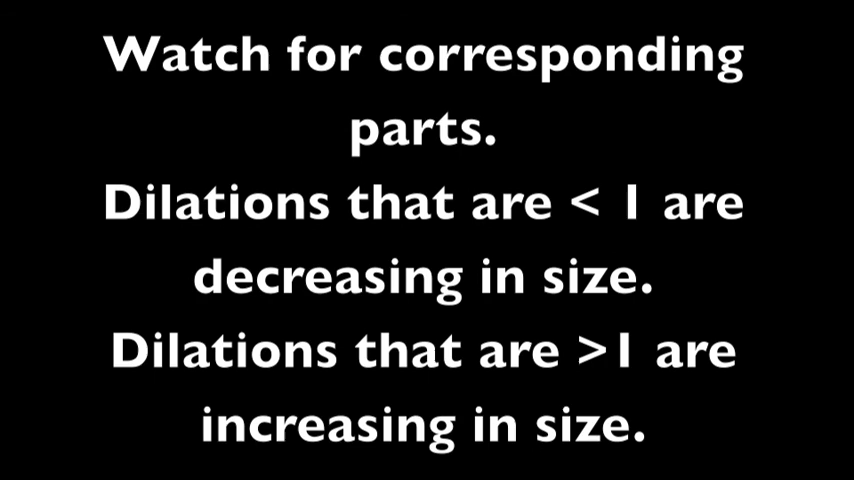 Watch for corresponding
parts.
Dilations that are < 1 are
decreasing in size.
Dilations that are >1 are
increasing in size.